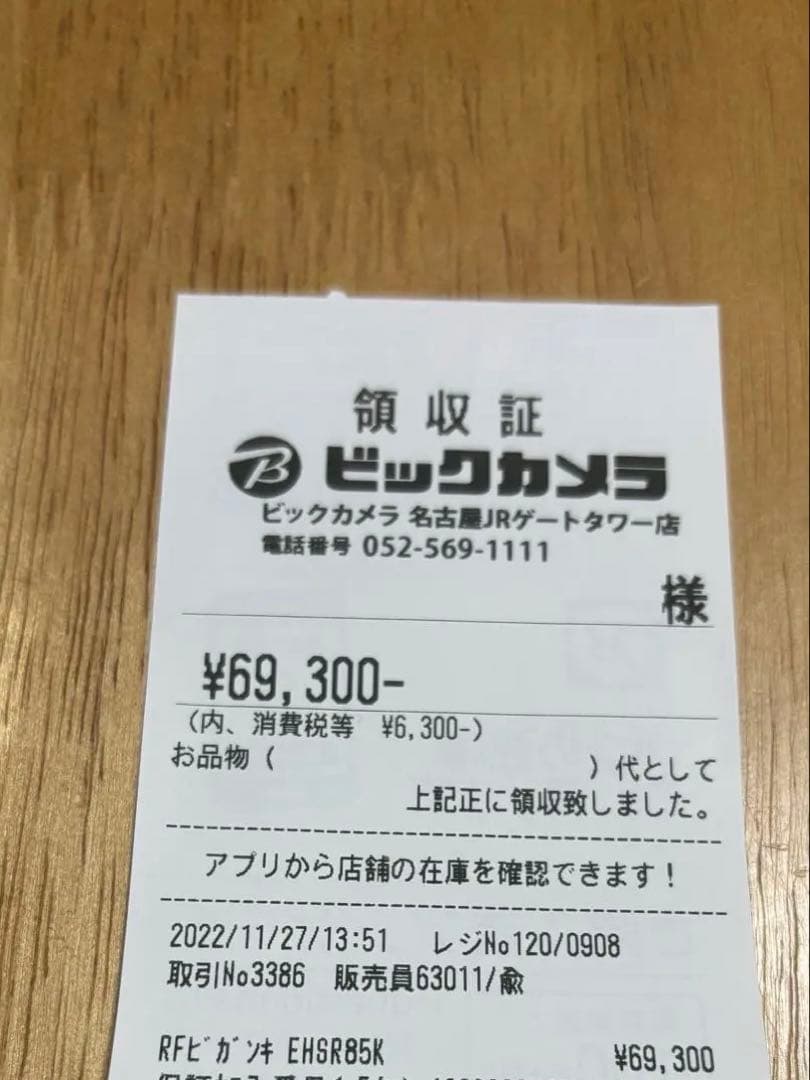 領収証
B ビックカメラ
ビックカメラ 名古屋JRゲートタワー店
電話番号 052-569-1111
様
¥69,300-
(内、消費税等 ¥6,300-)
お品物( )代として
上記正に領収致しました。
アプリから店舗の在庫を確認できます!
2022/11/27/13:51 レジNo120/0908
取引No3386 販売員63011/兪
RFビガンキ EHSR85K ¥69,300